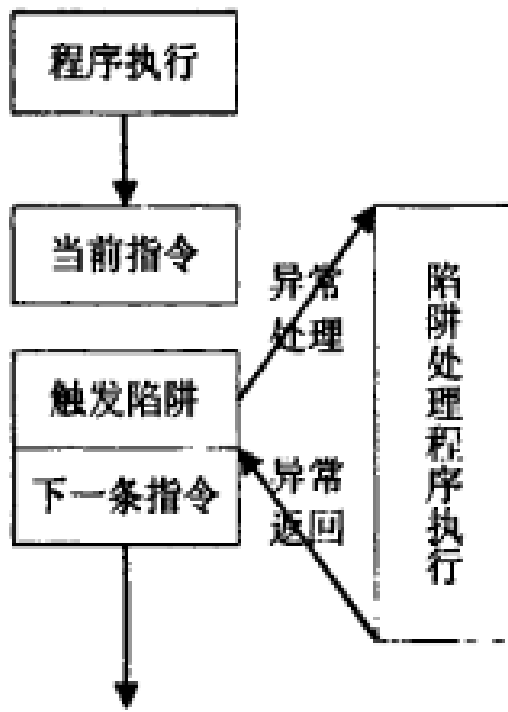 程序执行
当前指令
异常
处理
触发陷阱
下一条指令
异常
返回
陷阱处理程序执行